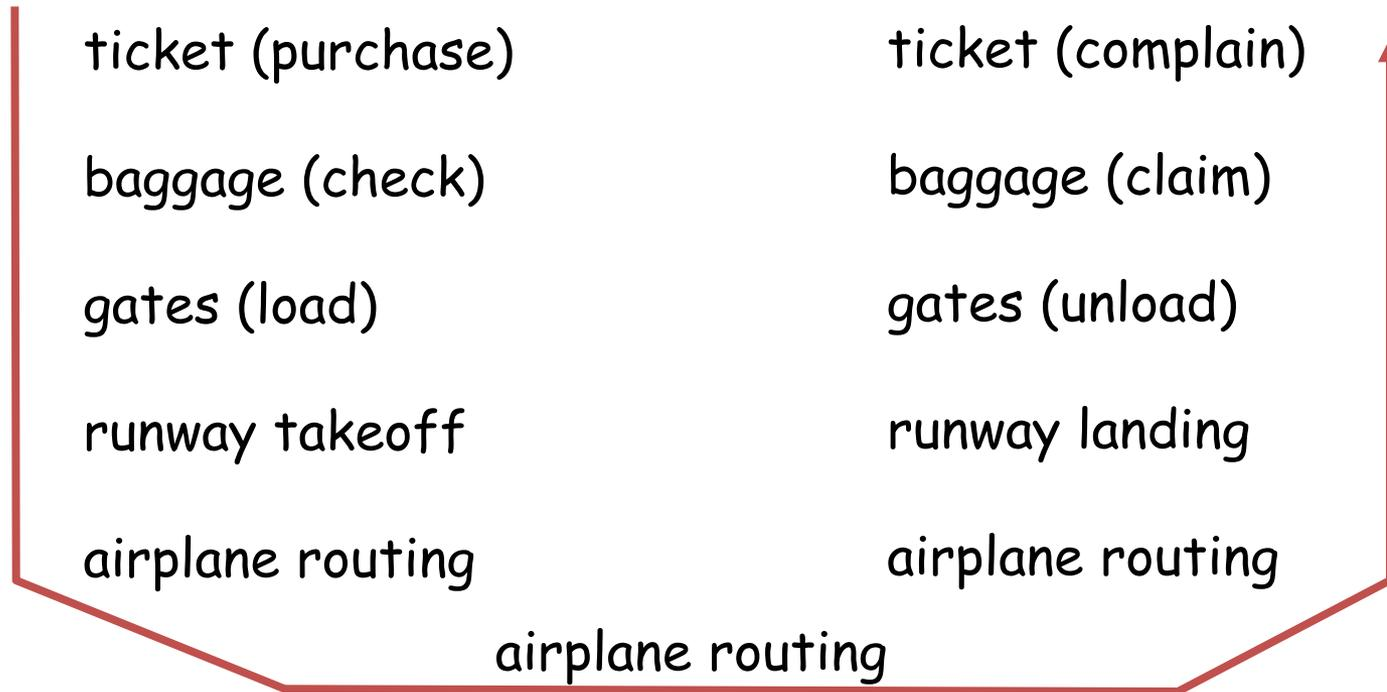 ticket (purchase)
ticket (complain)
baggage (check)
baggage (claim)
gates (load)
gates (unload)
runway takeoff
runway landing
airplane routing
airplane routing
airplane routing